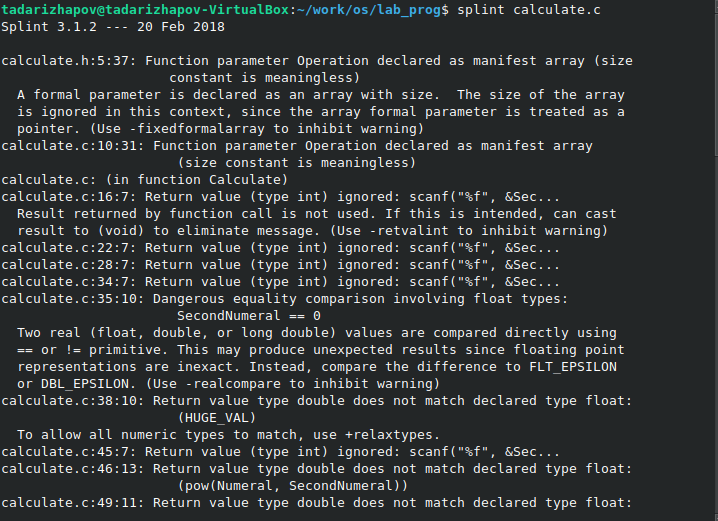 tadarizhapov@tadarizhapov-VirtualBox:~/work/os/lab_prog$ splint calculate.c
Splint 3.1.2 --- 20 Feb 2018

calculate.h:5:37: Function parameter Operation declared as manifest array (size
                     constant is meaningless)
  A formal parameter is declared as an array with size.  The size of the array
  is ignored in this context, since the array formal parameter is treated as a
  pointer. (Use -fixedformalarray to inhibit warning)
calculate.c:10:31: Function parameter Operation declared as manifest array
                      (size constant is meaningless)
calculate.c: (in function Calculate)
calculate.c:16:7: Return value (type int) ignored: scanf("%f", &Sec...
  Result returned by function call is not used. If this is intended, can cast
  result to (void) to eliminate message. (Use -retvalint to inhibit warning)
calculate.c:22:7: Return value (type int) ignored: scanf("%f", &Sec...
calculate.c:28:7: Return value (type int) ignored: scanf("%f", &Sec...
calculate.c:34:7: Return value (type int) ignored: scanf("%f", &Sec...
calculate.c:35:10: Dangerous equality comparison involving float types:
                      SecondNumeral == 0
  Two real (float, double, or long double) values are compared directly using
  == or != primitive. This may produce unexpected results since floating point
  representations are inexact. Instead, compare the difference to FLT_EPSILON
  or DBL_EPSILON. (Use -realcompare to inhibit warning)
calculate.c:38:10: Return value type double does not match declared type float:
                      (HUGE_VAL)
  To allow all numeric types to match, use +relaxtypes.
calculate.c:45:7: Return value (type int) ignored: scanf("%f", &Sec...
calculate.c:46:13: Return value type double does not match declared type float:
                      (pow(Numeral, SecondNumeral))
calculate.c:49:11: Return value type double does not match declared type float: